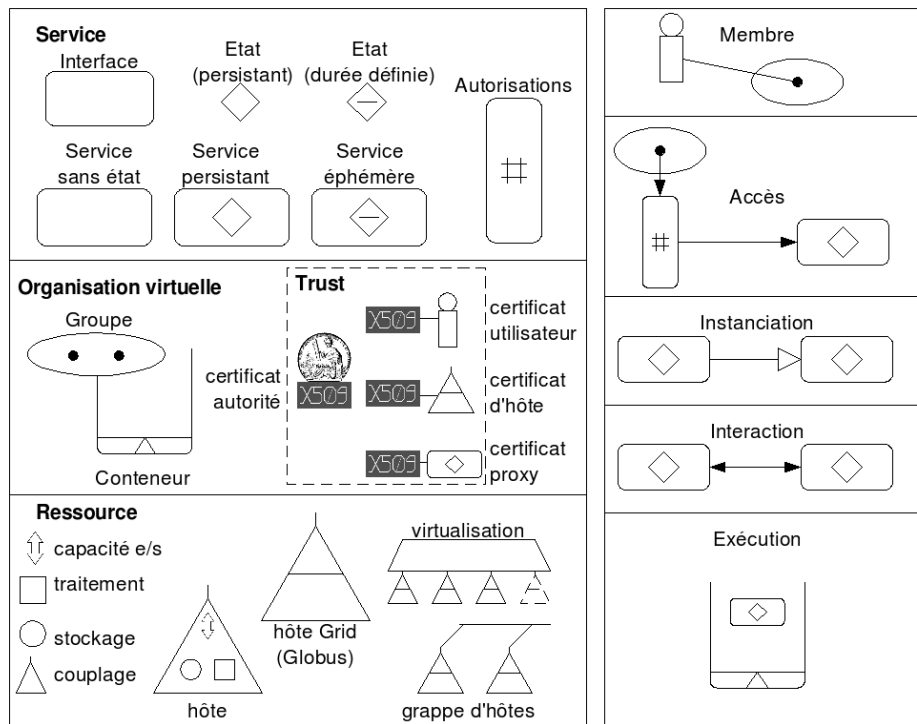 Service
Interface
Etat
(persistant)
Etat
(durée définie)
Autorisations
Service
sans état
Service
persistant
Service
éphémère
Organisation virtuelle
Groupe
Conteneur
Trust
certificat
autorité
X509
X509
certificat
utilisateur
X509
certificat
d'hôte
X509
certificat
proxy
Ressource
capacité e/s
traitement
stockage
couplage
hôte
hôte Grid
(Globus)
virtualisation
grappe d'hôtes
Membre
Accès
Instanciation
Interaction
Exécution